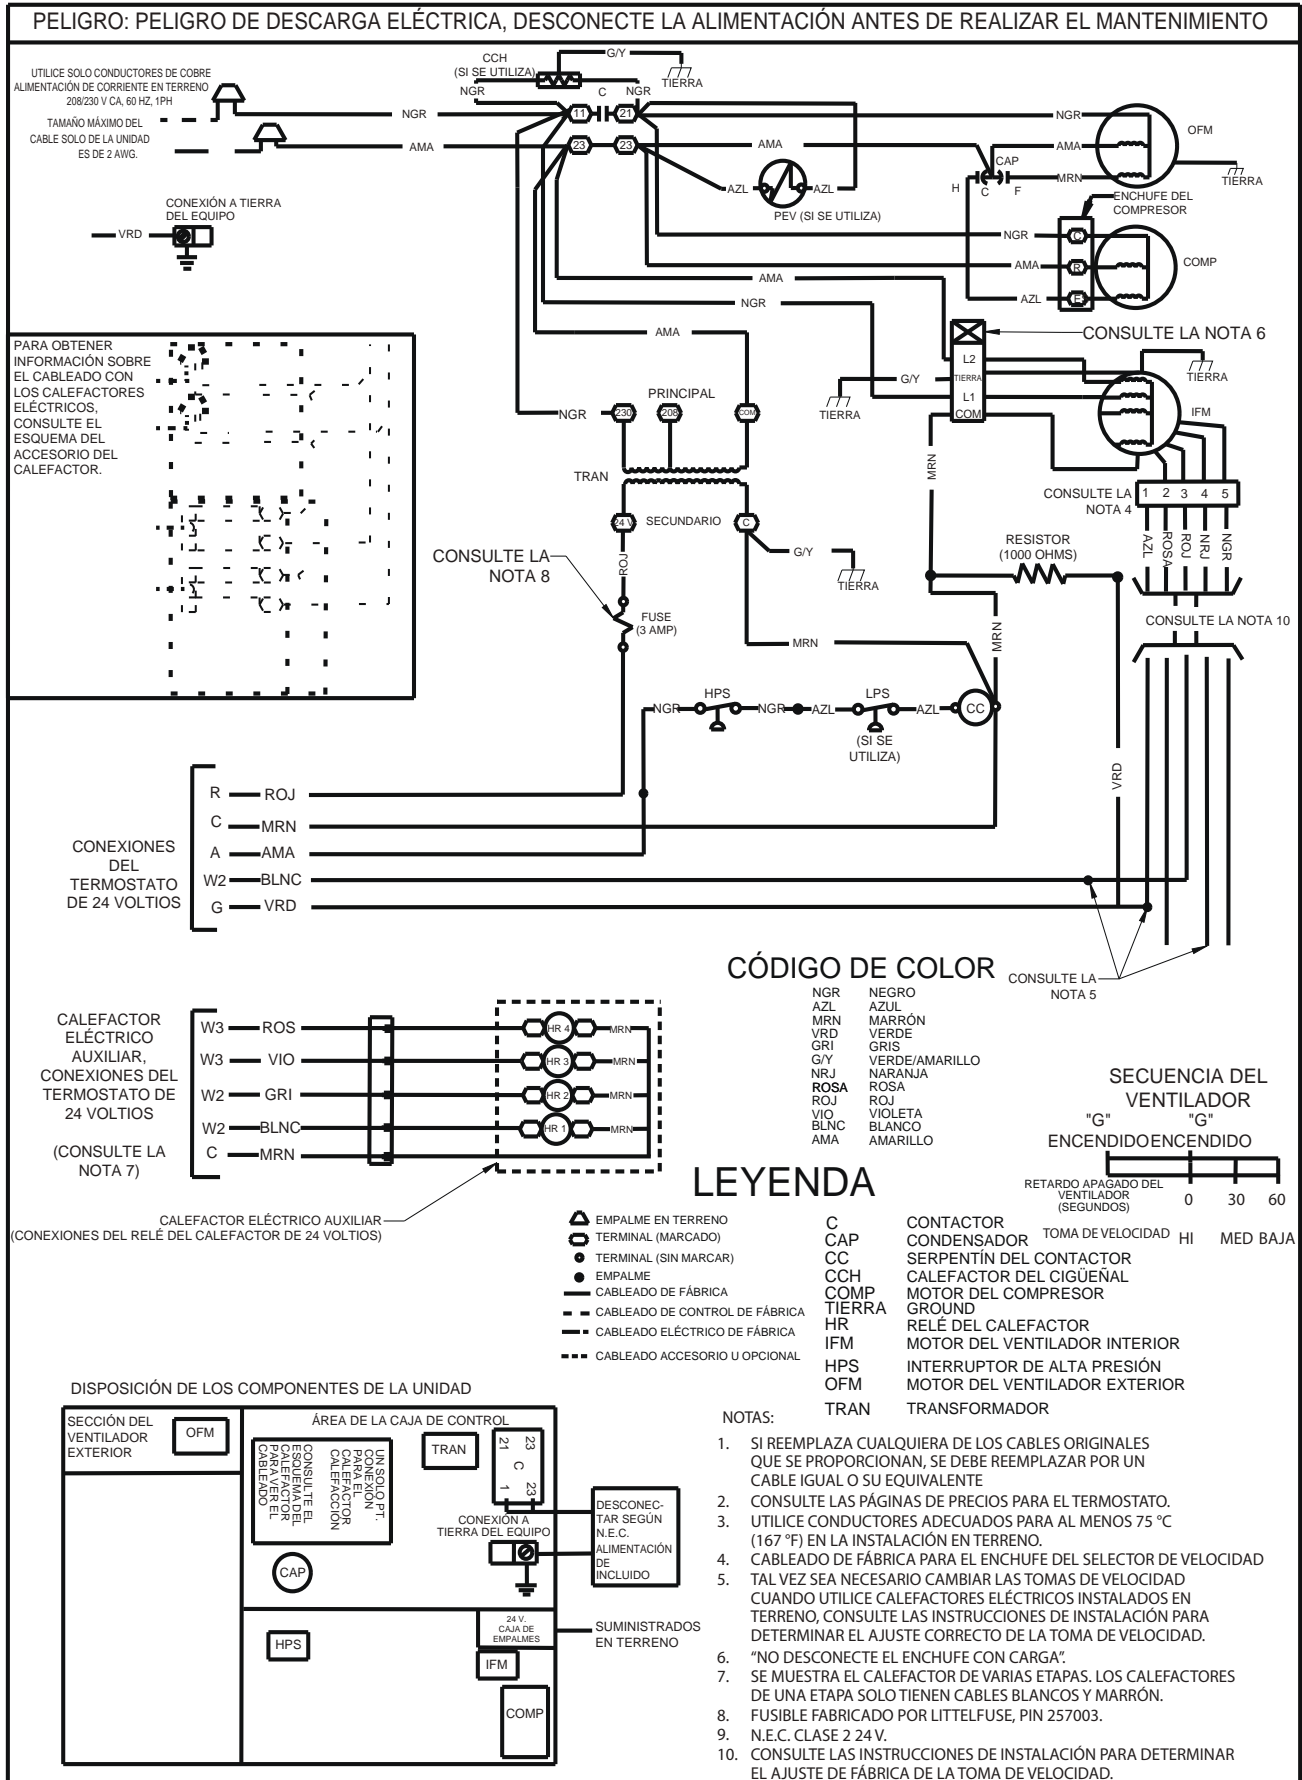 PELIGRO: PELIGRO DE DESCARGA ELÉCTRICA, DESCONECTE LA ALIMENTACIÓN ANTES DE REALIZAR EL MANTENIMIENTO
UTILICE SOLO CONDUCTORES DE COBRE
ALIMENTACIÓN DE CORRIENTE EN TERRENO
208/230 V CA, 60 HZ, 1PH
TAMAÑO MÁXIMO DEL
CABLE SOLO DE LA UNIDAD
ES DE 2 AWG.
CCH
(SI SE UTILIZA)
G/Y
TIERRA
NGR
C
NGR
NGR
11
21
AMA
23
23
AMA
NGR
OFM
AMA
CAP
MRN
TIERRA
H
C
F
AZL
AZL
PEV (SI SE UTILIZA)
ENCHUFE DEL
COMPRESOR
CONEXIÓN A TIERRA
DEL EQUIPO
VRD
NGR
C
AMA
R
COMP
AZL
E
AMA
NGR
AMA
CONSULTE LA NOTA 6
PARA OBTENER
INFORMACIÓN SOBRE
EL CABLEADO CON
LOS CALEFACTORES
ELÉCTRICOS,
CONSULTE EL
ESQUEMA DEL
ACCESORIO DEL
CALEFACTOR.
L2
TIERRA
L1
COM
G/Y
TIERRA
TIERRA
IFM
PRINCIPAL
NGR
230
208
COM
TRAN
24 V
SECUNDARIO
C
MRN
CONSULTE LA
NOTA 4
1 2 3 4 5
AZL
ROSA
ROJ
NRJ
NGR
RESISTOR
(1000 OHMS)
CONSULTE LA
NOTA 8
ROJ
G/Y
TIERRA
FUSE
(3 AMP)
CONSULTE LA NOTA 10
MRN
MRN
HPS
LPS
NGR
NGR
AZL
AZL
CC
(SI SE
UTILIZA)
VRD
CONEXIONES
DEL
TERMOSTATO
DE 24 VOLTIOS
R ROJ
C MRN
A AMA
W2 BLNC
G VRD
CONSULTE LA
NOTA 5
CÓDIGO DE COLOR
NGR NEGRO
AZL AZUL
MRN MARRÓN
VRD VERDE
GRI GRIS
G/Y VERDE/AMARILLO
NRJ NARANJA
ROSA ROSA
ROJ ROJ
VIO VIOLETA
BLNC BLANCO
AMA AMARILLO
CALEFACTOR
ELÉCTRICO
AUXILIAR,
CONEXIONES DEL
TERMOSTATO DE
24 VOLTIOS
(CONSULTE LA
NOTA 7)
W3 ROS HR 4 MRN
W3 VIO HR 3 MRN
W2 GRI HR 2 MRN
W2 BLNC HR 1 MRN
C MRN
CALEFACTOR ELÉCTRICO AUXILIAR
(CONEXIONES DEL RELÉ DEL CALEFACTOR DE 24 VOLTIOS)
SECUENCIA DEL
VENTILADOR
"G" "G"
ENCENDIDO ENCENDIDO
RETARDO APAGADO DEL
VENTILADOR
(SEGUNDOS)
0 30 60
TOMA DE VELOCIDAD HI MED BAJA
LEYENDA
EMPALME EN TERRENO
TERMINAL (MARCADO)
TERMINAL (SIN MARCAR)
EMPALME
CABLEADO DE FÁBRICA
CABLEADO DE CONTROL DE FÁBRICA
CABLEADO ELÉCTRICO DE FÁBRICA
CABLEADO ACCESORIO U OPCIONAL
C CONTACTOR
CAP CONDENSADOR
CC SERPENTÍN DEL CONTACTOR
CCH CALEFACTOR DEL CIGÜEÑAL
COMP MOTOR DEL COMPRESOR
TIERRA GROUND
HR RELÉ DEL CALEFACTOR
IFM MOTOR DEL VENTILADOR INTERIOR
HPS INTERRUPTOR DE ALTA PRESIÓN
OFM MOTOR DEL VENTILADOR EXTERIOR
TRAN TRANSFORMADOR
DISPOSICIÓN DE LOS COMPONENTES DE LA UNIDAD
SECCIÓN DEL
VENTILADOR
EXTERIOR
OFM
ÁREA DE LA CAJA DE CONTROL
UN SOLO PT.
CONEXIÓN
PARA EL
CALEFACTOR
CALEFACCIÓN
CONSULTE EL
ESQUEMA DEL
CALEFACTOR
PARA VER EL
CABLEADO
TRAN
21 23
C
1 23
CONEXIÓN A
TIERRA DEL EQUIPO
DESCONEC-
TAR SEGÚN
N.E.C.
ALIMENTACIÓN
DE
INCLUIDO
CAP
24 V.
CAJA DE
EMPALMES
SUMINISTRADOS
EN TERRENO
HPS
IFM
COMP
NOTAS:
1. SI REEMPLAZA CUALQUIERA DE LOS CABLES ORIGINALES
QUE SE PROPORCIONAN, SE DEBE REEMPLAZAR POR UN
CABLE IGUAL O SU EQUIVALENTE
2. CONSULTE LAS PÁGINAS DE PRECIOS PARA EL TERMOSTATO.
3. UTILICE CONDUCTORES ADECUADOS PARA AL MENOS 75 °C
(167 °F) EN LA INSTALACIÓN EN TERRENO.
4. CABLEADO DE FÁBRICA PARA EL ENCHUFE DEL SELECTOR DE VELOCIDAD
5. TAL VEZ SEA NECESARIO CAMBIAR LAS TOMAS DE VELOCIDAD
CUANDO UTILICE CALEFACTORES ELÉCTRICOS INSTALADOS EN
TERRENO, CONSULTE LAS INSTRUCCIONES DE INSTALACIÓN PARA
DETERMINAR EL AJUSTE CORRECTO DE LA TOMA DE VELOCIDAD.
6. “NO DESCONECTE EL ENCHUFE CON CARGA”.
7. SE MUESTRA EL CALEFACTOR DE VARIAS ETAPAS. LOS CALEFACTORES
DE UNA ETAPA SOLO TIENEN CABLES BLANCOS Y MARRÓN.
8. FUSIBLE FABRICADO POR LITTELFUSE, PIN 257003.
9. N.E.C. CLASE 2 24 V.
10. CONSULTE LAS INSTRUCCIONES DE INSTALACIÓN PARA DETERMINAR
EL AJUSTE DE FÁBRICA DE LA TOMA DE VELOCIDAD.